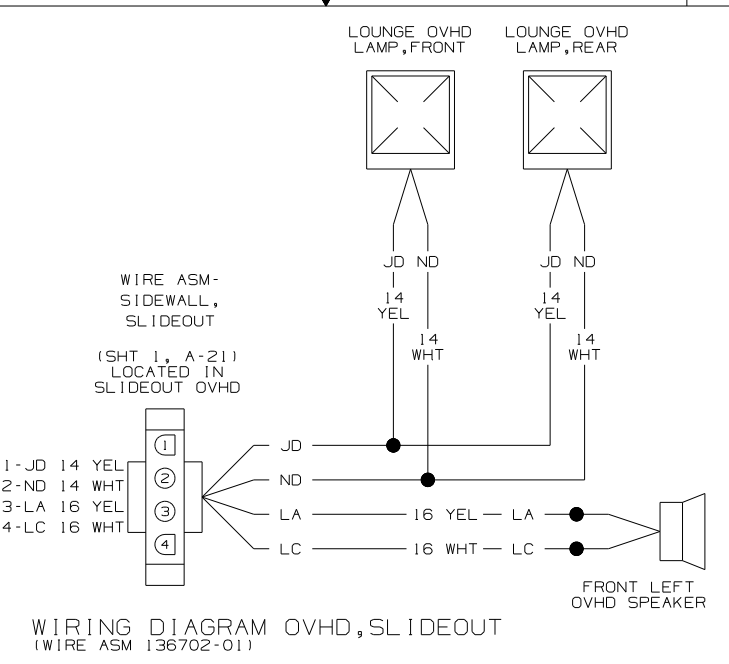 LOUNGE OVHD
LAMP,FRONT
LOUNGE OVHD
LAMP,REAR
JD ND
14
YEL
14
WHT
JD ND
14
YEL
14
WHT
WIRE ASM-
SIDEWALL,
SLIDEOUT
(SHT 1, A-21)
LOCATED IN
SLIDEOUT OVHD
1-JD 14 YEL
2-ND 14 WHT
3-LA 16 YEL
4-LC 16 WHT
1
2
3
4
JD
ND
LA 16 YEL LA
LC 16 WHT LC
FRONT LEFT
OVHD SPEAKER
WIRING DIAGRAM OVHD,SLIDEOUT
(WIRE ASM 136702-01)